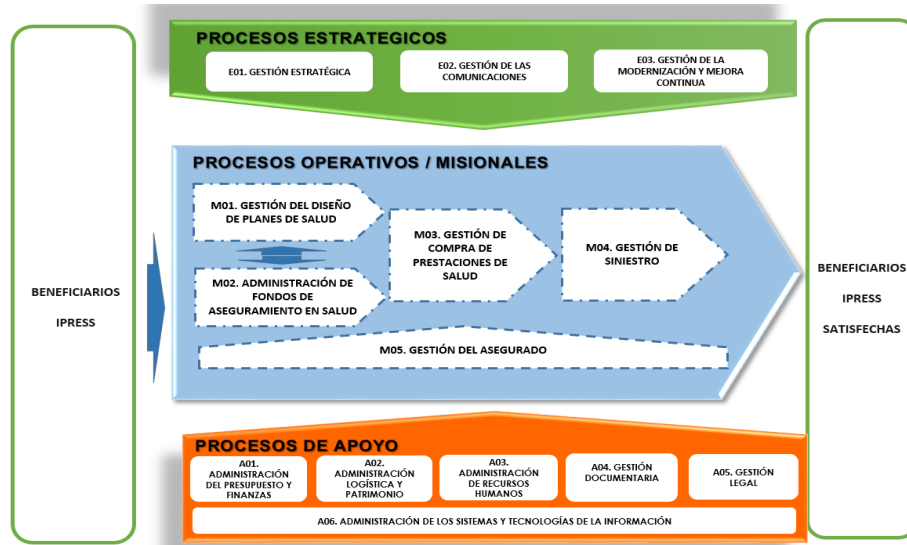 PROCESOS ESTRATEGICOS
E01. GESTIÓN ESTRATÉGICA
E02. GESTIÓN DE LAS
COMUNICACIONES
E03. GESTIÓN DE LA
MODERNIZACIÓN Y MEJORA
CONTINUA
BENEFICIARIOS
IPRESS
PROCESOS OPERATIVOS / MISIONALES
M01. GESTIÓN DEL DISEÑO
DE PLANES DE SALUD
M02. ADMINISTRACIÓN DE
FONDOS DE
ASEGURAMIENTO EN SALUD
M03. GESTIÓN DE
COMPRA DE
PRESTACIONES DE
SALUD
M04. GESTIÓN DE
SINIESTRO
M05. GESTIÓN DEL ASEGURADO
BENEFICIARIOS
IPRESS
SATISFECHAS
PROCESOS DE APOYO
A01.
ADMINISTRACIÓN
DEL PRESUPUESTO Y
FINANZAS
A02.
ADMINISTRACIÓN
LOGÍSTICA Y
PATRIMONIO
A03.
ADMINISTRACIÓN
DE RECURSOS
HUMANOS
A04. GESTIÓN
DOCUMENTARIA
A05. GESTIÓN
LEGAL
A06. ADMINISTRACIÓN DE LOS SISTEMAS Y TECNOLOGÍAS DE LA INFORMACIÓN